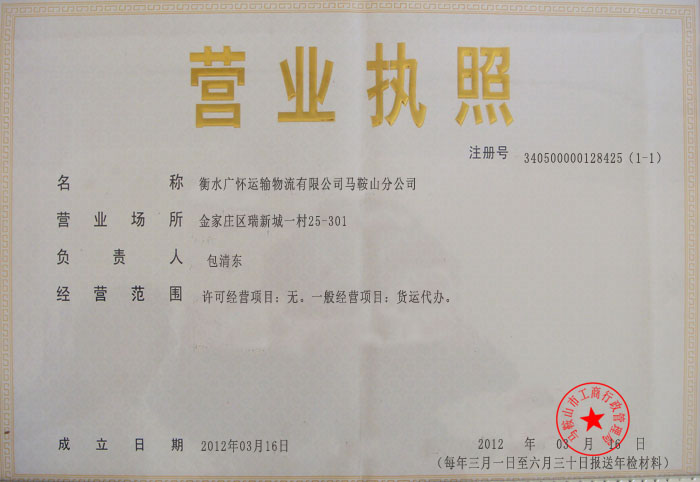 营业执照
注册号 340500000128425（1-1）
名 称 衡水广怀运输物流有限公司马鞍山分公司
营业场所 金家庄区瑞新城一村25-301
负责人 包清东
经营范围 许可经营项目：无。一般经营项目：货运代办。
马鞍山市工商行政管理局
成立日期 2012年03月16日
2012 年 03 月 16 日
（每年三月一日至六月三十日报送年检材料）